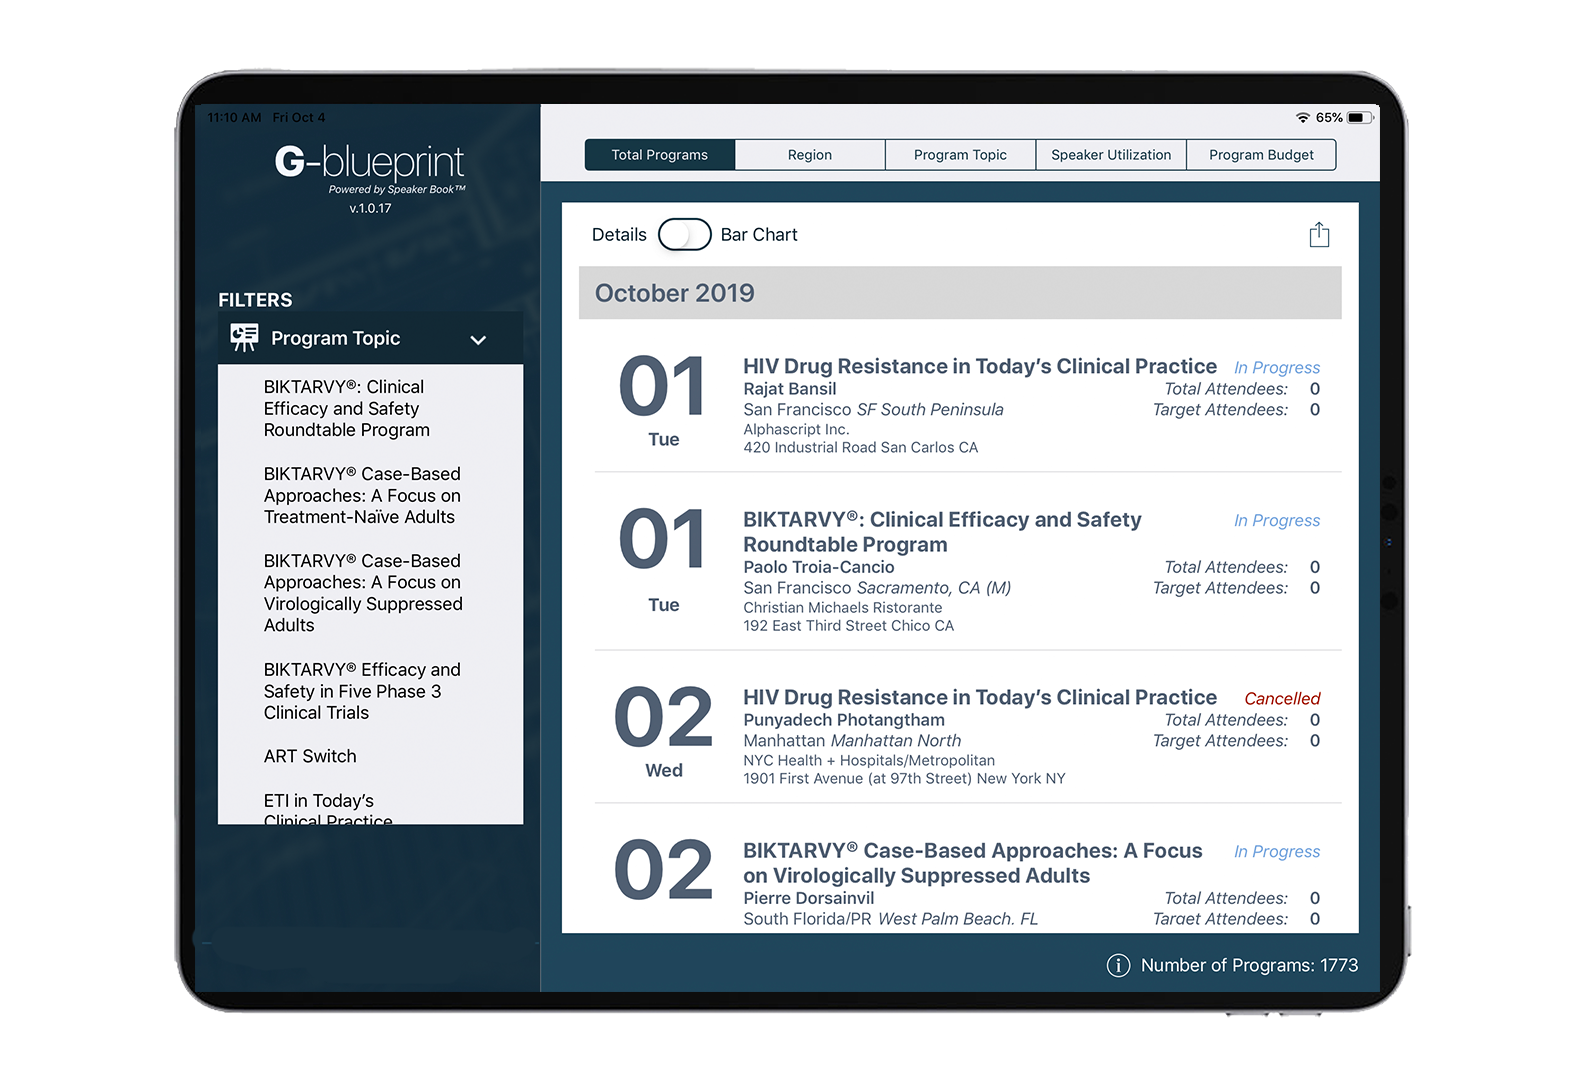 11:10 AM Fri Oct 4
65%
G-blueprint
Powered by Speaker Book™
v.1.0.17
FILTERS
Program Topic
BIKTARVY®: Clinical
Efficacy and Safety
Roundtable Program
BIKTARVY® Case-Based
Approaches: A Focus on
Treatment-Naïve Adults
BIKTARVY® Case-Based
Approaches: A Focus on
Virologically Suppressed
Adults
BIKTARVY® Efficacy and
Safety in Five Phase 3
Clinical Trials
ART Switch
ETI in Today’s
Clinical Practice
Total Programs Region Program Topic Speaker Utilization Program Budget
Details Bar Chart
October 2019
01 Tue
HIV Drug Resistance in Today’s Clinical Practice In Progress
Rajat Bansil Total Attendees: 0
San Francisco SF South Peninsula Target Attendees: 0
Alphascript Inc.
420 Industrial Road San Carlos CA
01 Tue
BIKTARVY®: Clinical Efficacy and Safety In Progress
Roundtable Program
Paolo Troia-Cancio Total Attendees: 0
San Francisco Sacramento, CA (M) Target Attendees: 0
Christian Michaels Ristorante
192 East Third Street Chico CA
02 Wed
HIV Drug Resistance in Today’s Clinical Practice Cancelled
Punyadech Photangtham Total Attendees: 0
Manhattan Manhattan North Target Attendees: 0
NYC Health + Hospitals/Metropolitan
1901 First Avenue (at 97th Street) New York NY
02
BIKTARVY® Case-Based Approaches: A Focus In Progress
on Virologically Suppressed Adults
Pierre Dorsainvil Total Attendees: 0
South Florida/PR West Palm Beach, FL Target Attendees: 0
Number of Programs: 1773